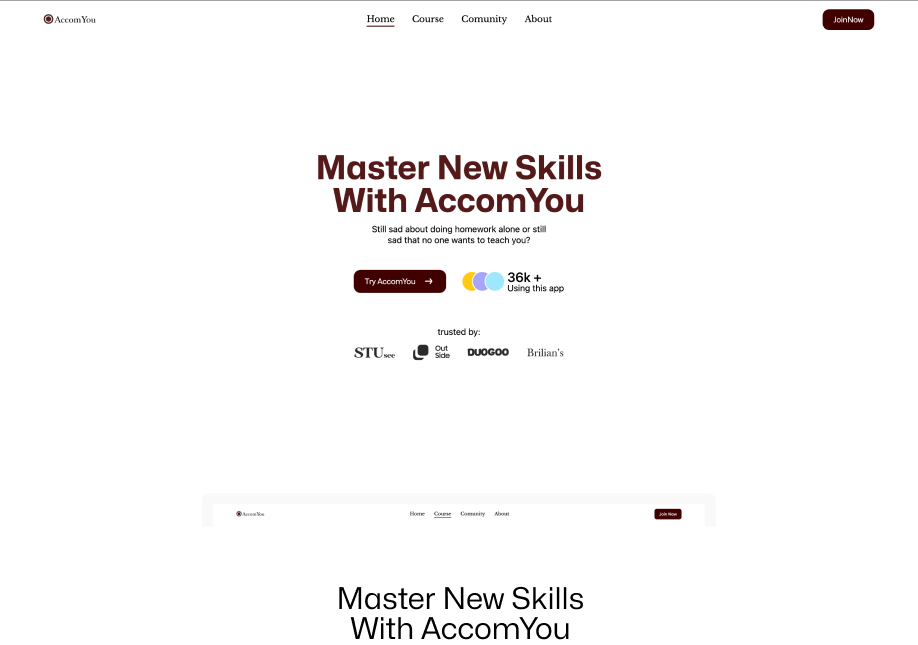 AccomYou
Home Course Comunity About
JoinNow
Master New Skills
With AccomYou
Still sad about doing homework alone or still
sad that no one wants to teach you?
Try AccomYou
36k +
Using this app
trusted by:
STUsee
Out
Side
DUOGOO
Brilian's
AccomYou
Home Course Comunity About
Join Now
Master New Skills
With AccomYou